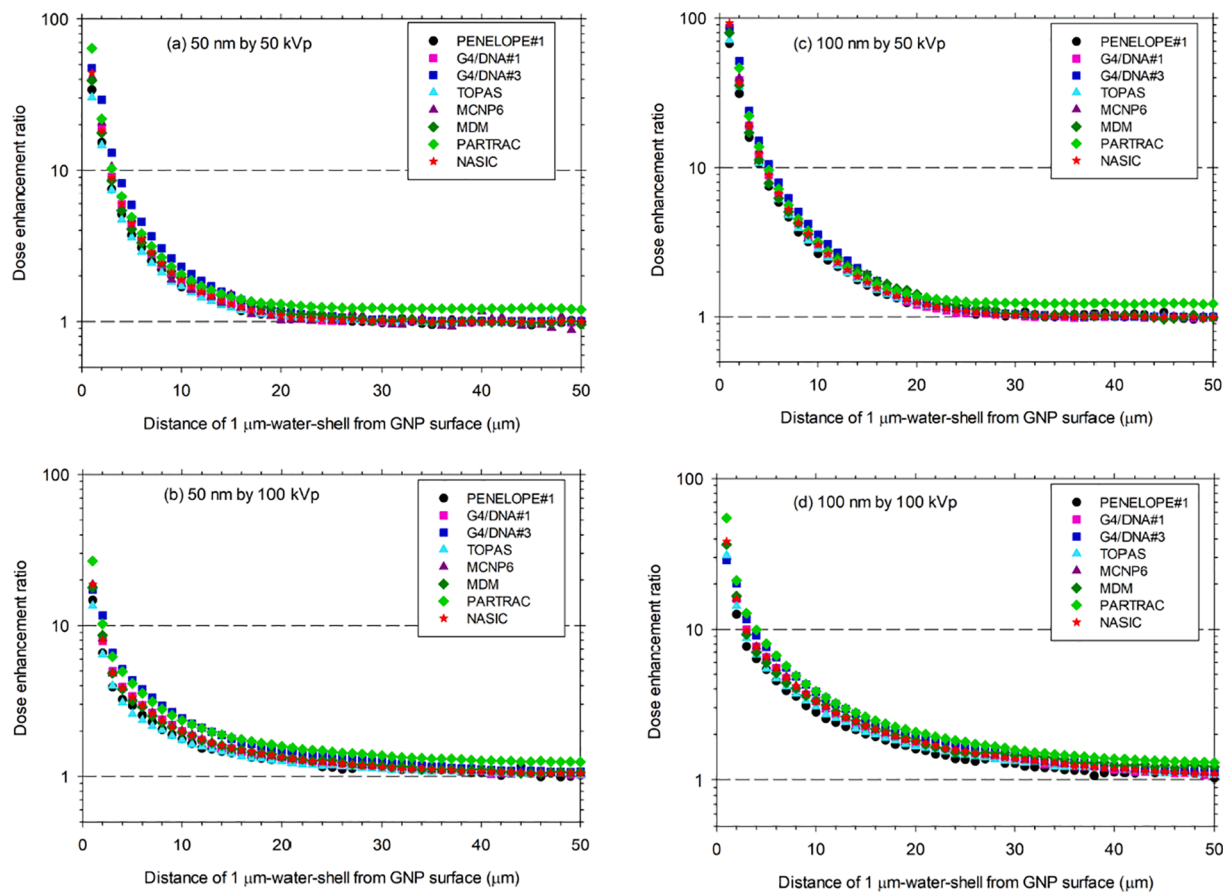 (a) 50 nm by 50 kVp
Dose enhancement ratio
100
10
1
PENELOPE#1
G4/DNA#1
G4/DNA#3
TOPAS
MCNP6
MDM
PARTRAC
NASIC
0 10 20 30 40 50
Distance of 1 μm-water-shell from GNP surface (μm)
(c) 100 nm by 50 kVp
Dose enhancement ratio
100
10
1
PENELOPE#1
G4/DNA#1
G4/DNA#3
TOPAS
MCNP6
MDM
PARTRAC
NASIC
0 10 20 30 40 50
Distance of 1 μm-water-shell from GNP surface (μm)
(b) 50 nm by 100 kVp
Dose enhancement ratio
100
10
1
PENELOPE#1
G4/DNA#1
G4/DNA#3
TOPAS
MCNP6
MDM
PARTRAC
NASIC
0 10 20 30 40 50
Distance of 1 μm-water-shell from GNP surface (μm)
(d) 100 nm by 100 kVp
Dose enhancement ratio
100
10
1
PENELOPE#1
G4/DNA#1
G4/DNA#3
TOPAS
MCNP6
MDM
PARTRAC
NASIC
0 10 20 30 40 50
Distance of 1 μm-water-shell from GNP surface (μm)